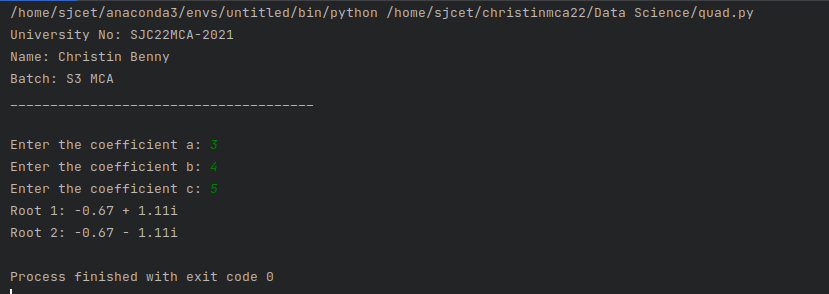 /home/sjcet/anaconda3/envs/untitled/bin/python /home/sjcet/christinmca22/Data Science/quad.py
University No: SJC22MCA-2021
Name: Christin Benny
Batch: S3 MCA
______________________________________
Enter the coefficient a: 3
Enter the coefficient b: 4
Enter the coefficient c: 5
Root 1: -0.67 + 1.11i
Root 2: -0.67 - 1.11i
Process finished with exit code 0